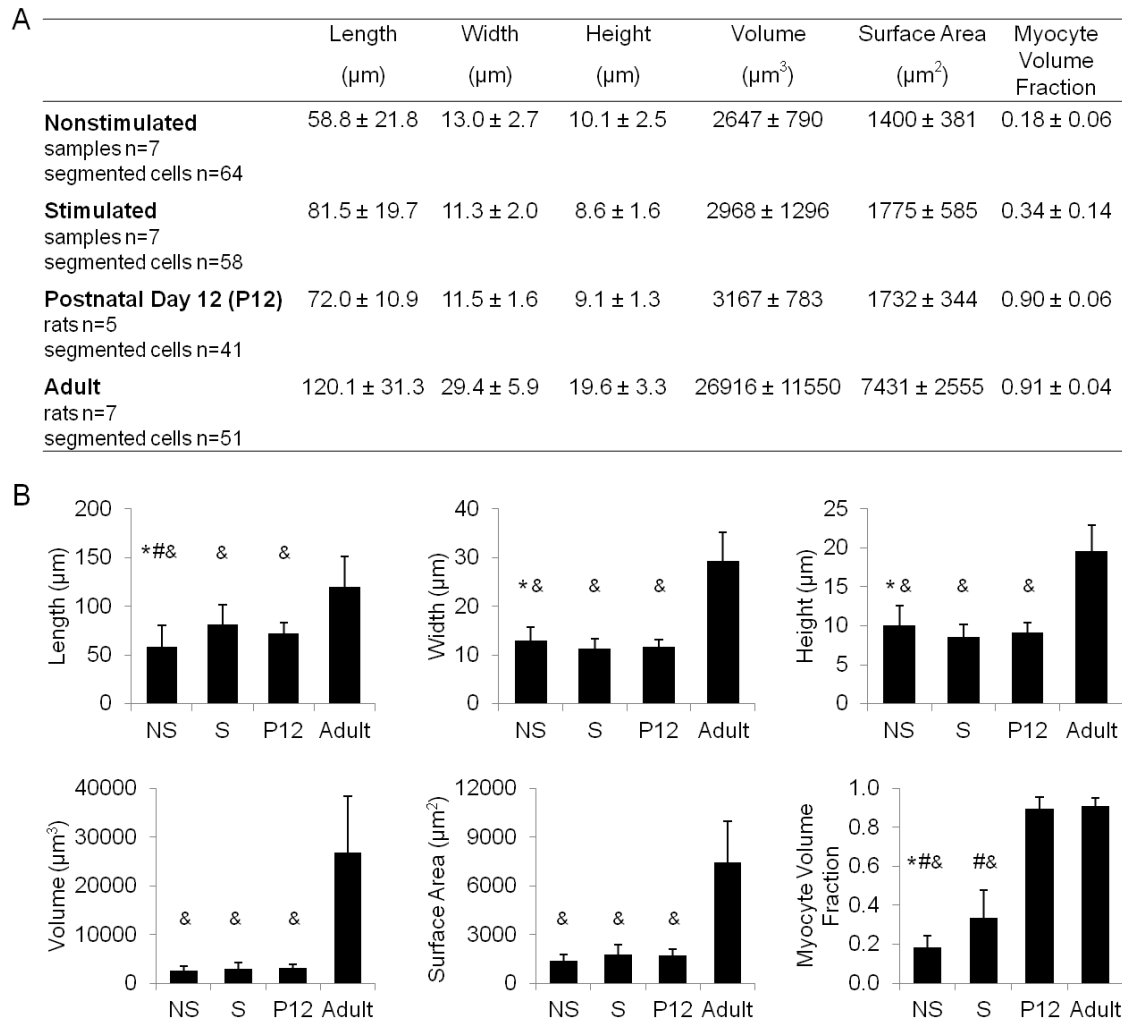 A
Length Width Height Volume Surface Area Myocyte
(µm) (µm) (µm) (µm³) (µm²) Volume
Fraction
Nonstimulated 58.8 ± 21.8 13.0 ± 2.7 10.1 ± 2.5 2647 ± 790 1400 ± 381 0.18 ± 0.06
samples n=7
segmented cells n=64
Stimulated 81.5 ± 19.7 11.3 ± 2.0 8.6 ± 1.6 2968 ± 1296 1775 ± 585 0.34 ± 0.14
samples n=7
segmented cells n=58
Postnatal Day 12 (P12) 72.0 ± 10.9 11.5 ± 1.6 9.1 ± 1.3 3167 ± 783 1732 ± 344 0.90 ± 0.06
rats n=5
segmented cells n=41
Adult 120.1 ± 31.3 29.4 ± 5.9 19.6 ± 3.3 26916 ± 11550 7431 ± 2555 0.91 ± 0.04
rats n=7
segmented cells n=51
B
Length (µm)
200
150
100
50
0
*#& & &
NS S P12 Adult
Width (µm)
40
30
20
10
0
*& & &
NS S P12 Adult
Height (µm)
25
20
15
10
5
0
*& & &
NS S P12 Adult
Volume (µm³)
40000
30000
20000
10000
0
& & &
NS S P12 Adult
Surface Area (µm²)
12000
9000
6000
3000
0
& & &
NS S P12 Adult
Myocyte Volume
Fraction
1.0
0.8
0.6
0.4
0.2
0.0
*#& #&
NS S P12 Adult